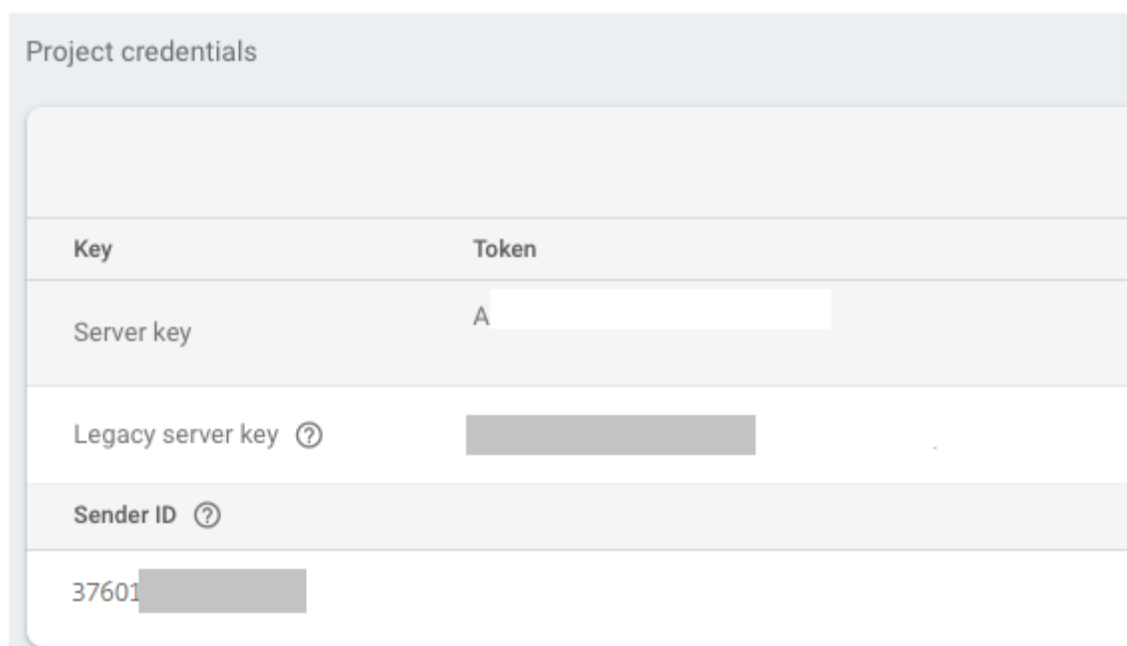 Project credentials
Key Token
Server key A
Legacy server key ?
Sender ID ?
37601